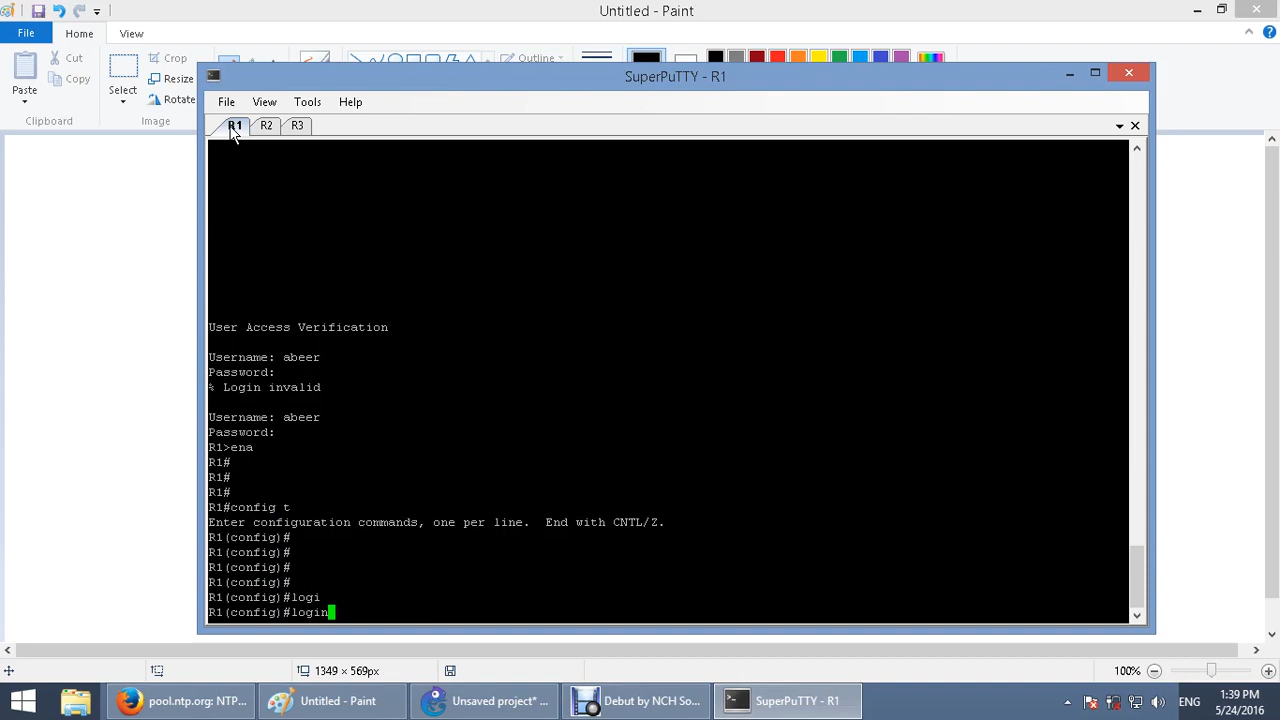 Untitled - Paint
File
Home
View
Paste
Cut
Copy
Clipboard
Select
Crop
Resize
Rotate
Image
Outline
SuperPuTTY - R1
File View Tools Help
R1 R2 R3
User Access Verification
Username: abeer
Password:
% Login invalid
Username: abeer
Password:
R1>ena
R1#
R1#
R1#
R1#config t
Enter configuration commands, one per line.  End with CNTL/Z.
R1(config)#
R1(config)#
R1(config)#
R1(config)#
R1(config)#logi
R1(config)#login
1349 × 569px
100%
pool.ntp.org: NTP...
Untitled - Paint
Unsaved project* ...
Debut by NCH So...
SuperPuTTY - R1
ENG
1:39 PM
5/24/2016